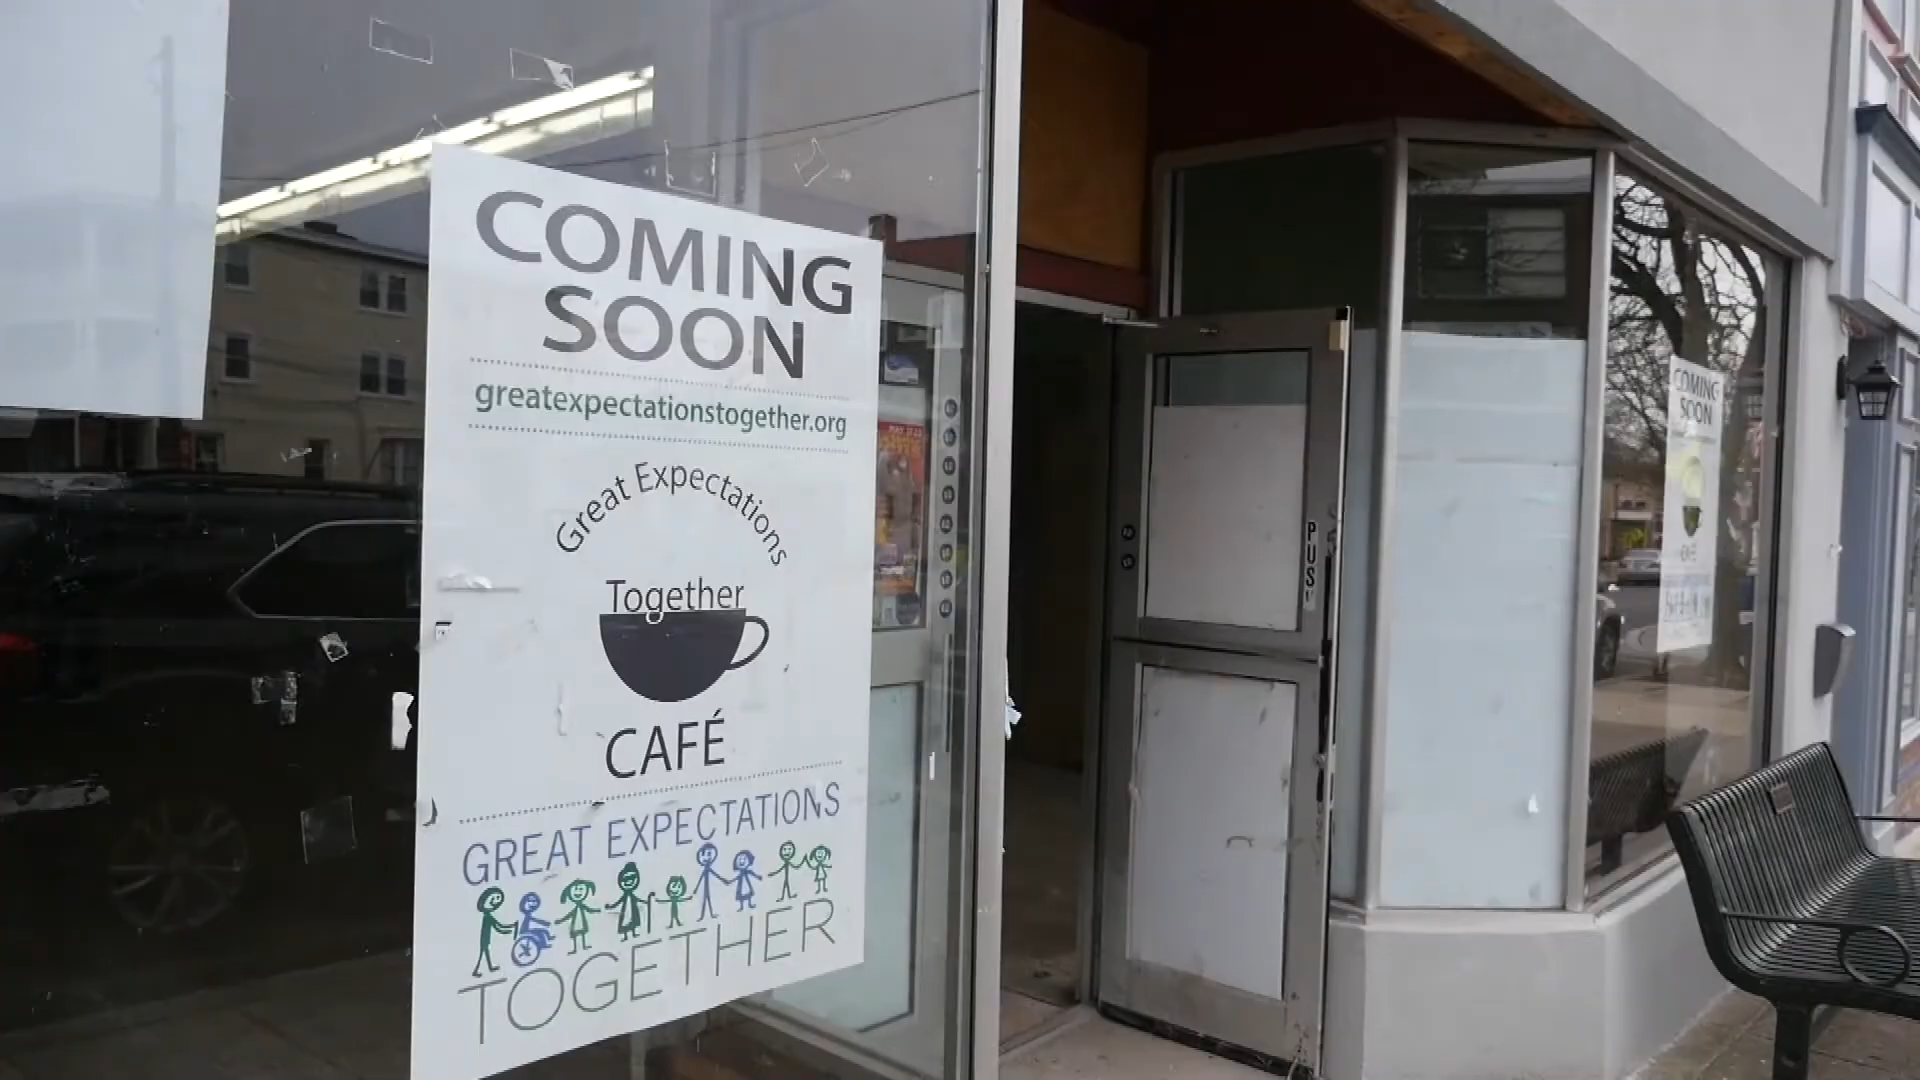 COMING
SOON
greatexpectationstogether.org
Great Expectations
Together
CAFÉ
GREAT EXPECTATIONS
TOGETHER
PUSH
COMING
SOON